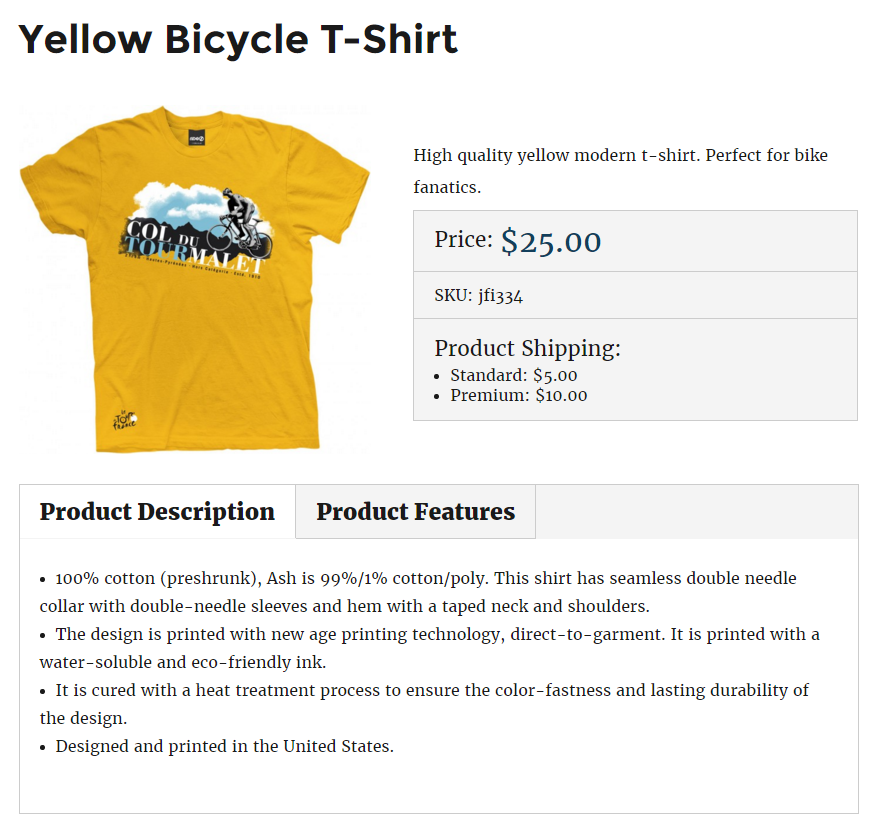 Yellow Bicycle T-Shirt
COL DU
TOURMALET
le
TOUR
de
france
High quality yellow modern t-shirt. Perfect for bike
fanatics.
Price: $25.00
SKU: jfi334
Product Shipping:
• Standard: $5.00
• Premium: $10.00
Product Description
Product Features
• 100% cotton (preshrunk), Ash is 99%/1% cotton/poly. This shirt has seamless double needle
collar with double-needle sleeves and hem with a taped neck and shoulders.
• The design is printed with new age printing technology, direct-to-garment. It is printed with a
water-soluble and eco-friendly ink.
• It is cured with a heat treatment process to ensure the color-fastness and lasting durability of
the design.
• Designed and printed in the United States.